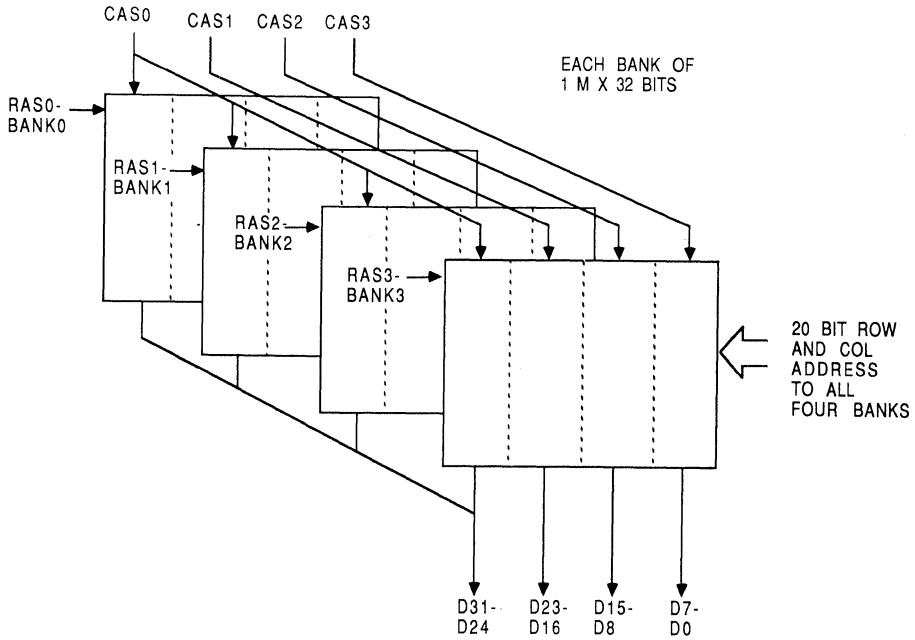 CAS0
CAS1
CAS2
CAS3
EACH BANK OF
1 M X 32 BITS
RAS0-
BANK0
RAS1-
BANK1
RAS2-
BANK2
RAS3-
BANK3
20 BIT ROW
AND COL
ADDRESS
TO ALL
FOUR BANKS
D31-
D24
D23-
D16
D15-
D8
D7-
D0